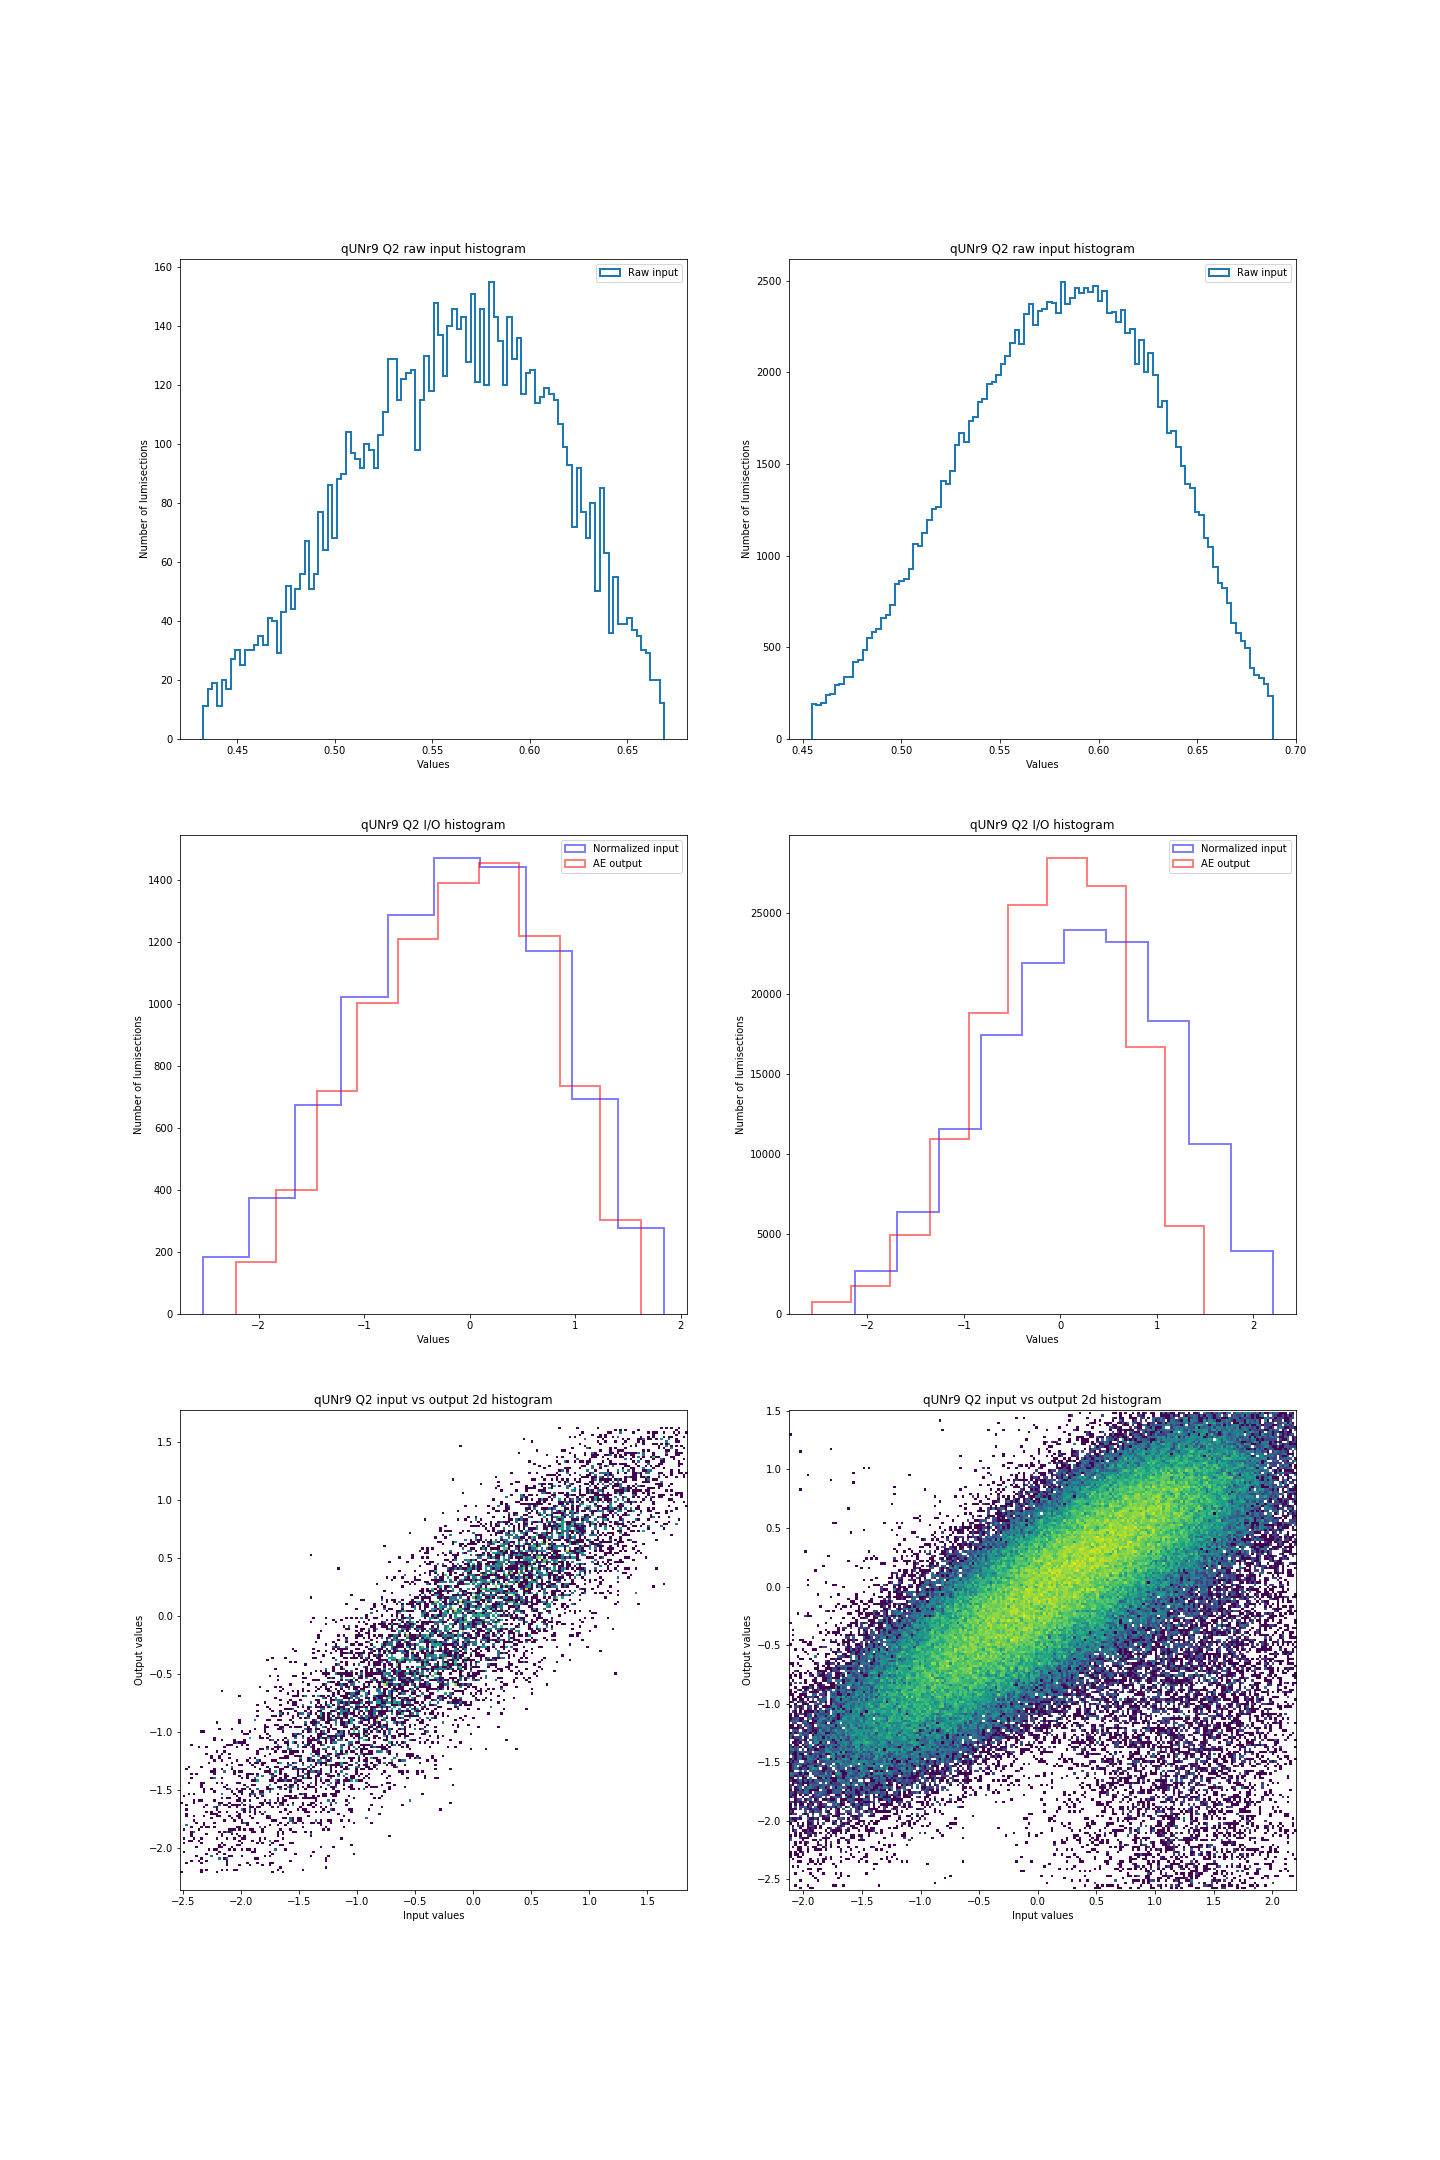 qUNr9 Q2 raw input histogram
Raw input
160
140
120
100
80
60
40
20
0
Number of lumisections
0.45 0.50 0.55 0.60 0.65
Values
qUNr9 Q2 raw input histogram
Raw input
2500
2000
1500
1000
500
0
Number of lumisections
0.45 0.50 0.55 0.60 0.65 0.70
Values
qUNr9 Q2 I/O histogram
Normalized input
AE output
1400
1200
1000
800
600
400
200
0
Number of lumisections
−2 −1 0 1 2
Values
qUNr9 Q2 I/O histogram
Normalized input
AE output
25000
20000
15000
10000
5000
0
Number of lumisections
−2 −1 0 1 2
Values
qUNr9 Q2 input vs output 2d histogram
1.5
1.0
0.5
0.0
−0.5
−1.0
−1.5
−2.0
Output values
−2.5 −2.0 −1.5 −1.0 −0.5 0.0 0.5 1.0 1.5
Input values
qUNr9 Q2 input vs output 2d histogram
1.5
1.0
0.5
0.0
−0.5
−1.0
−1.5
−2.0
−2.5
Output values
−2.0 −1.5 −1.0 −0.5 0.0 0.5 1.0 1.5 2.0
Input values